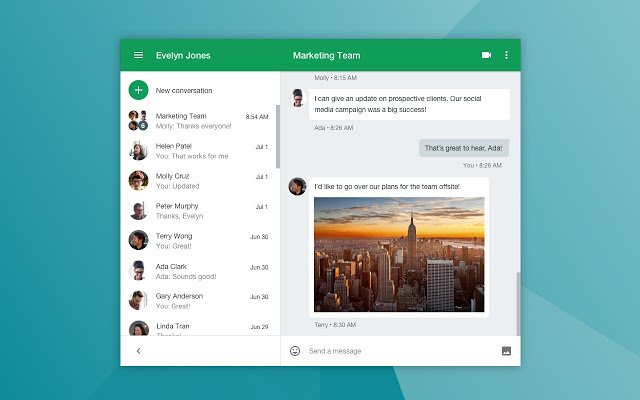 Evelyn Jones
Marketing Team
New conversation
Marketing Team 8:54 AM
Molly: Thanks everyone!
Helen Patel Jul 1
You: That works for me
Molly Cruz Jul 1
You: Updated
Peter Murphy Jul 1
Thanks, Evelyn
Terry Wong Jun 30
You: Great!
Ada Clark Jun 30
Ada: Sounds good!
Gary Anderson Jun 30
You: Great!
Linda Tran Jun 29
Molly • 8:15 AM
I can give an update on prospective clients. Our social
media campaign was a big success!
Ada • 8:26 AM
That's great to hear, Ada!
You • 8:26 AM
I'd like to go over our plans for the team offsite!
Terry • 8:30 AM
Send a message